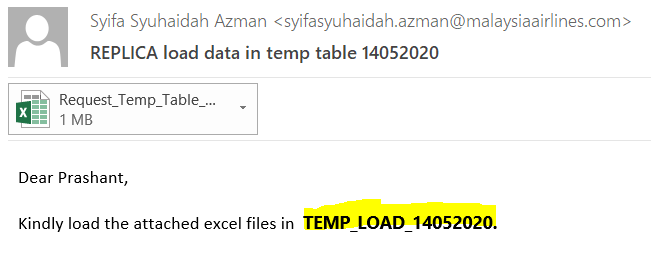 Syifa Syuhaidah Azman <syifasyuhaidah.azman@malaysiaairlines.com>
REPLICA load data in temp table 14052020
Request_Temp_Table_...
1 MB
Dear Prashant,
Kindly load the attached excel files in TEMP_LOAD_14052020.